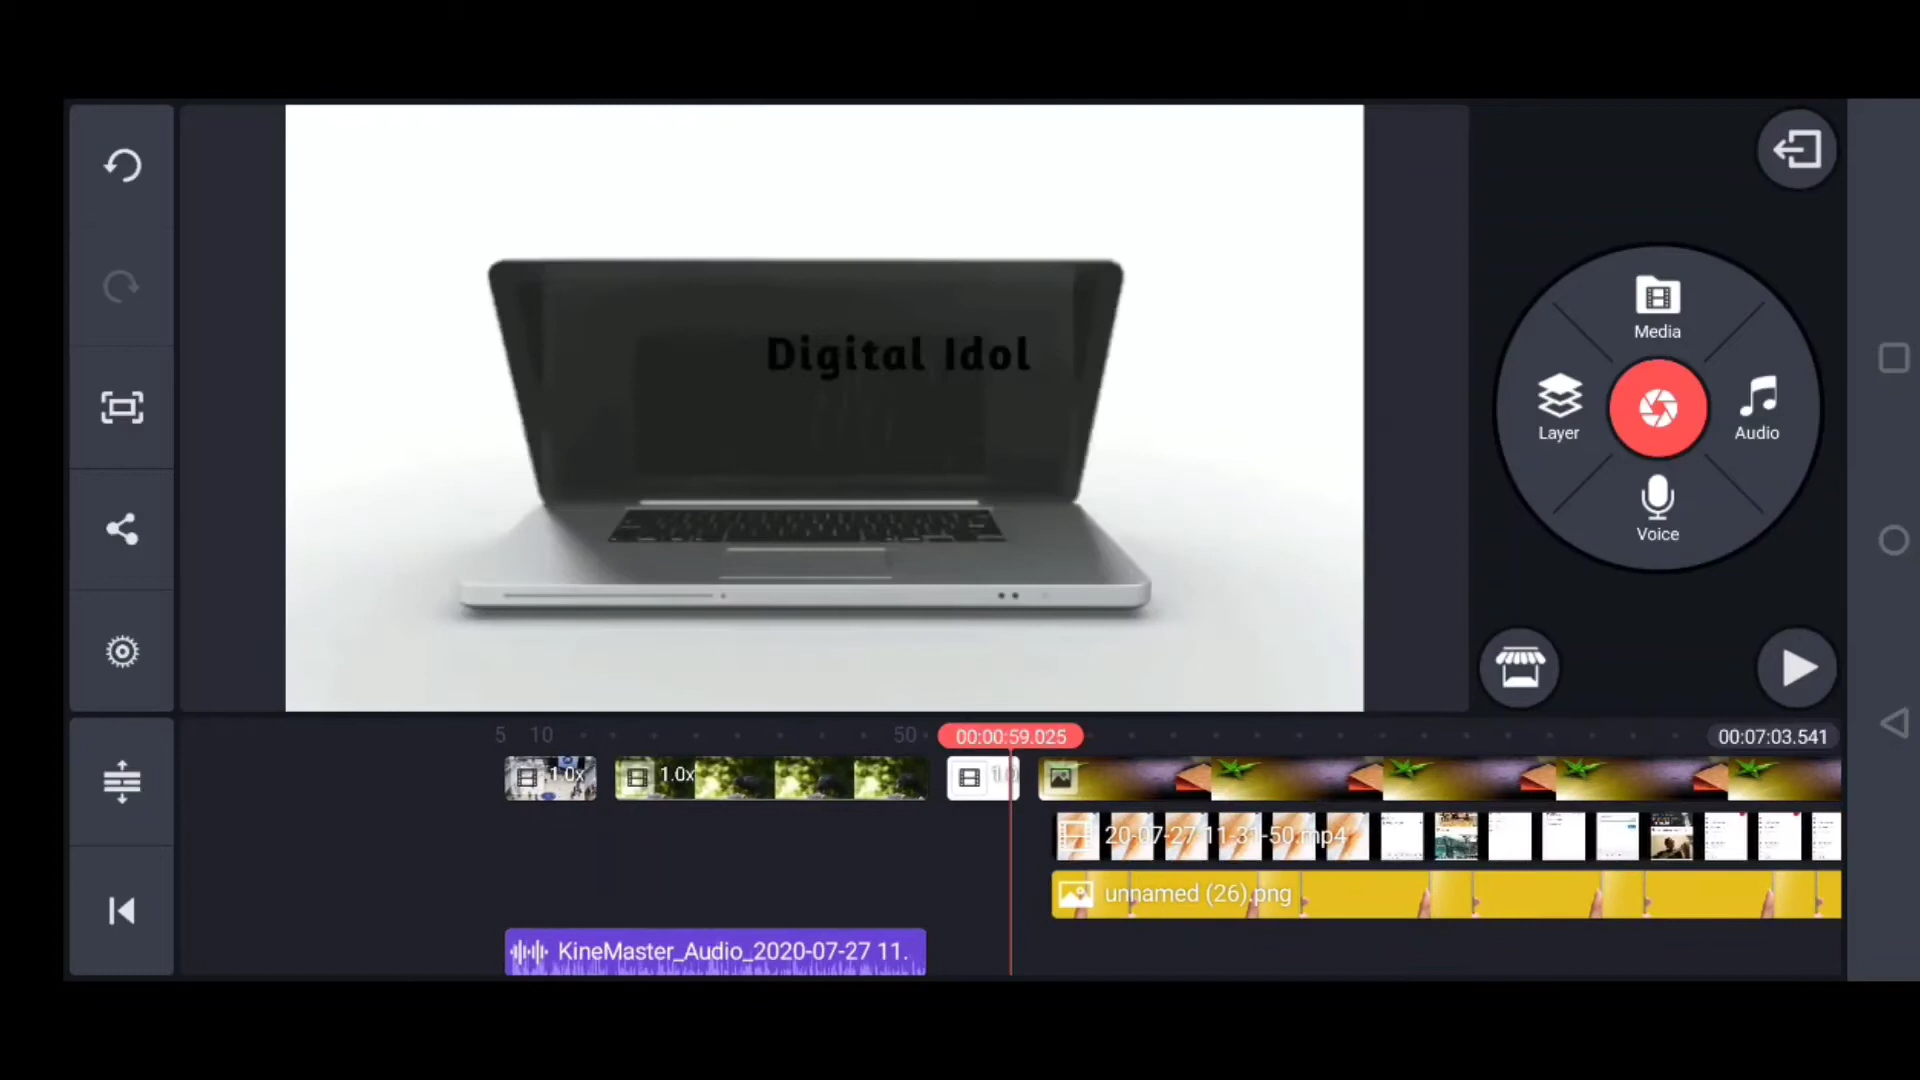 Digital Idol
Media
Layer
Audio
Voice
5 10 50
00:00:59.025
00:07:03.541
1.0x
1.0x
20-07-27 11-31-50.mp4
unnamed (26).png
KineMaster_Audio_2020-07-27 11.